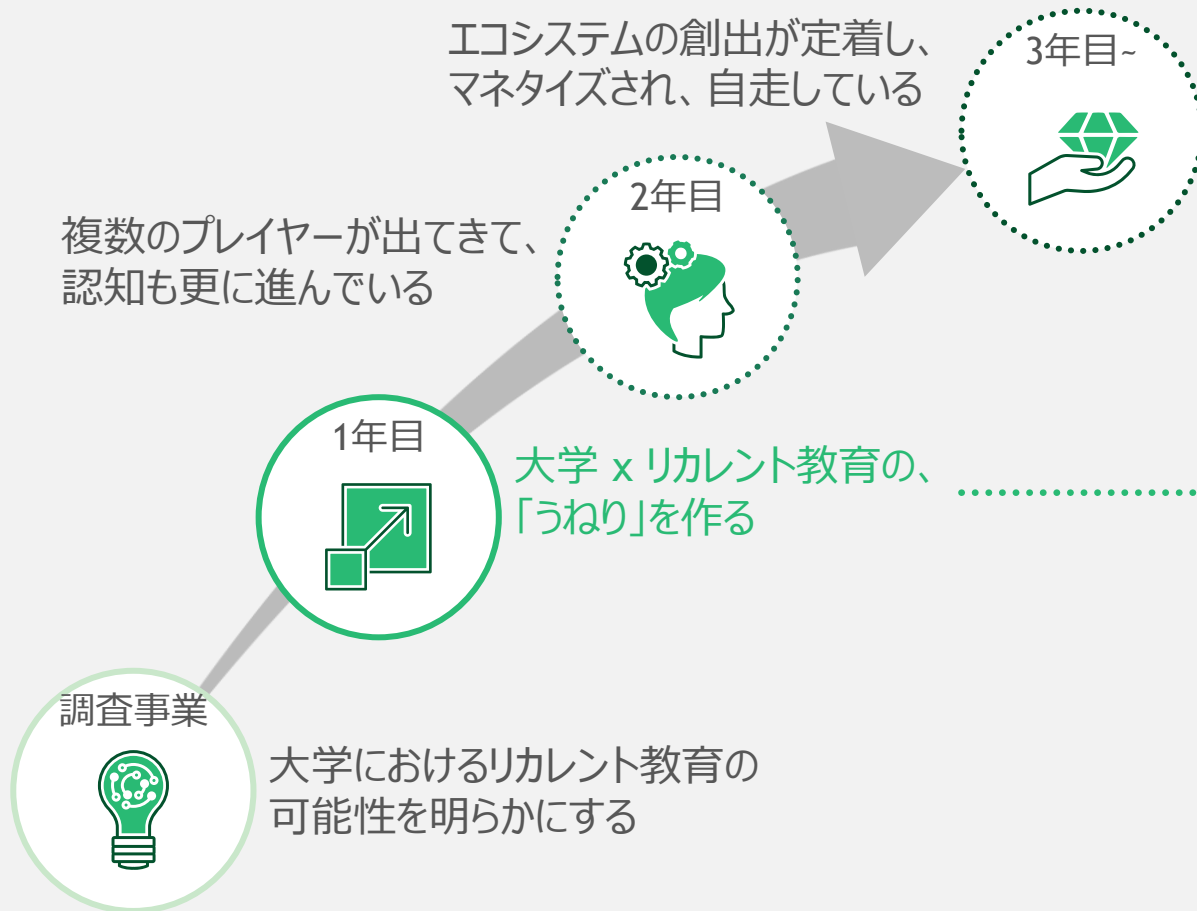 エコシステムの創出が定着し、
マネタイズされ、自走している
3年目~
2年目
複数のプレイヤーが出てきて、
認知も更に進んでいる
1年目
大学 x リカレント教育の、
「うねり」を作る
調査事業
大学におけるリカレント教育の
可能性を明らかにする